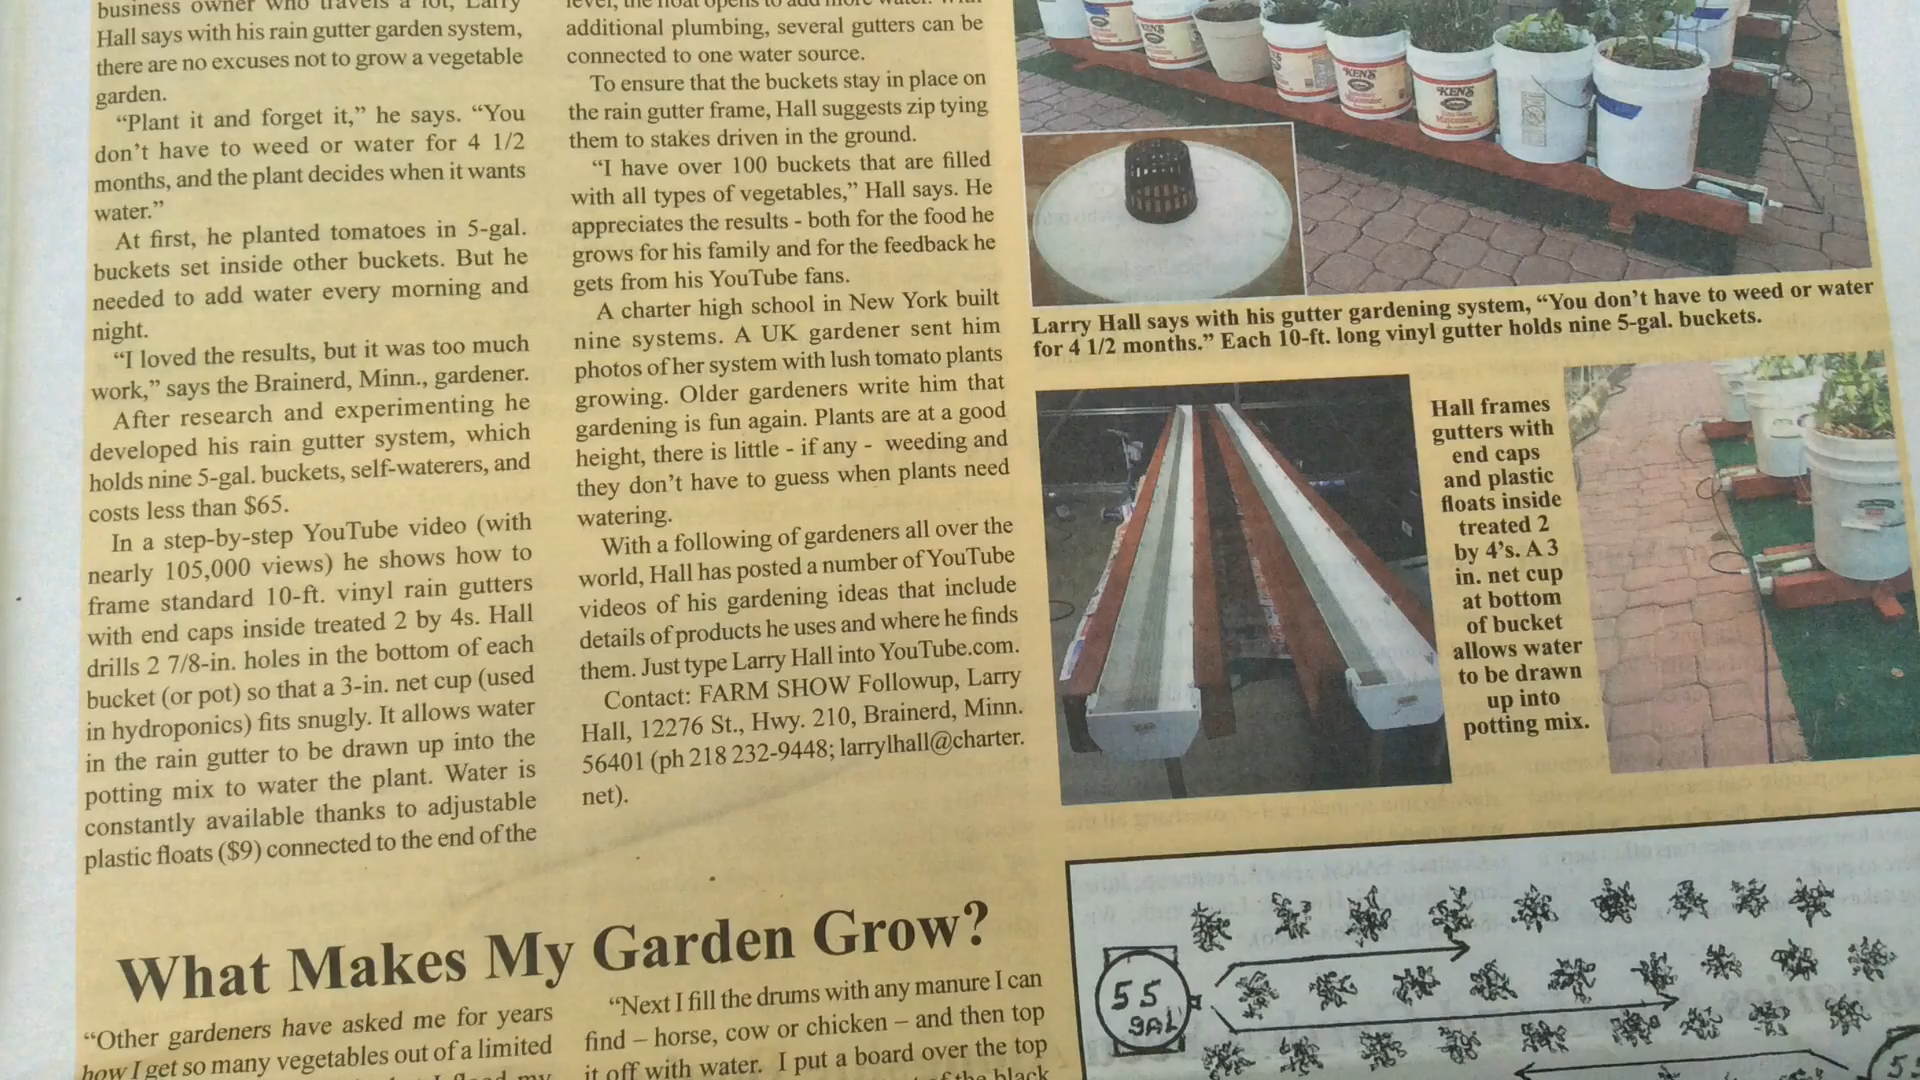 business owner who travels a lot, Larry
Hall says with his rain gutter garden system,
there are no excuses not to grow a vegetable
garden.
“Plant it and forget it,” he says. “You
don’t have to weed or water for 4 1/2
months, and the plant decides when it wants
water.”
At first, he planted tomatoes in 5-gal.
buckets set inside other buckets. But he
needed to add water every morning and
night.
“I loved the results, but it was too much
work,” says the Brainerd, Minn., gardener.
After research and experimenting he
developed his rain gutter system, which
holds nine 5-gal. buckets, self-waterers, and
costs less than $65.
In a step-by-step YouTube video (with
nearly 105,000 views) he shows how to
frame standard 10-ft. vinyl rain gutters
with end caps inside treated 2 by 4s. Hall
drills 2 7/8-in. holes in the bottom of each
bucket (or pot) so that a 3-in. net cup (used
in hydroponics) fits snugly. It allows water
in the rain gutter to be drawn up into the
potting mix to water the plant. Water is
constantly available thanks to adjustable
plastic floats ($9) connected to the end of the
level, the float opens to add more water. With
additional plumbing, several gutters can be
connected to one water source.
To ensure that the buckets stay in place on
the rain gutter frame, Hall suggests zip tying
them to stakes driven in the ground.
“I have over 100 buckets that are filled
with all types of vegetables,” Hall says. He
appreciates the results - both for the food he
grows for his family and for the feedback he
gets from his YouTube fans.
A charter high school in New York built
nine systems. A UK gardener sent him
photos of her system with lush tomato plants
growing. Older gardeners write him that
gardening is fun again. Plants are at a good
height, there is little - if any - weeding and
they don’t have to guess when plants need
watering.
With a following of gardeners all over the
world, Hall has posted a number of YouTube
videos of his gardening ideas that include
details of products he uses and where he finds
them. Just type Larry Hall into YouTube.com.
Contact: FARM SHOW Followup, Larry
Hall, 12276 St., Hwy. 210, Brainerd, Minn.
56401 (ph 218 232-9448; larrylhall@charter.
net).
KEN'S
KEN'S
Mayonnaise
Larry Hall says with his gutter gardening system, “You don’t have to weed or water
for 4 1/2 months.” Each 10-ft. long vinyl gutter holds nine 5-gal. buckets.
Hall frames
gutters with
end caps
and plastic
floats inside
treated 2
by 4’s. A 3
in. net cup
at bottom
of bucket
allows water
to be drawn
up into
potting mix.
What Makes My Garden Grow?
“Other gardeners have asked me for years
how I get so many vegetables out of a limited
“Next I fill the drums with any manure I can
find – horse, cow or chicken – and then top
it off with water. I put a board over the top
of the black
55
GAL